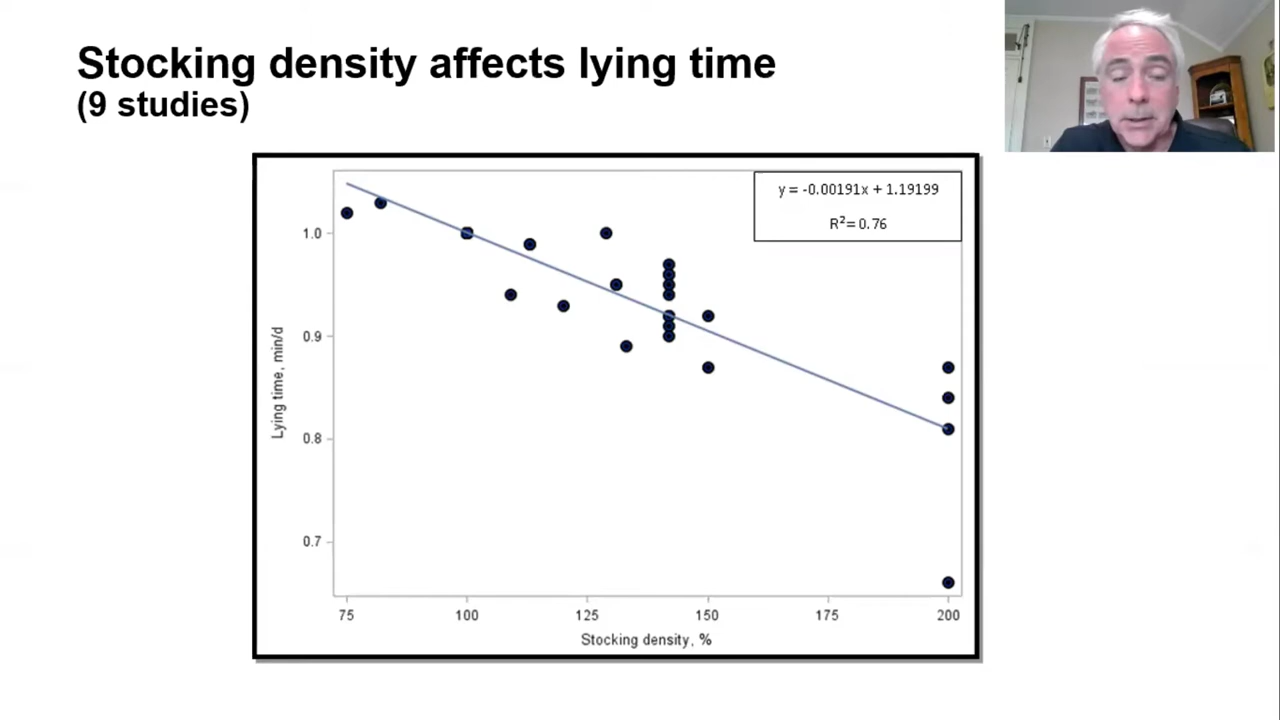 Stocking density affects lying time
(9 studies)
y = -0.00191x + 1.19199
R²= 0.76
1.0
0.9
0.8
0.7
Lying time, min/d
75 100 125 150 175 200
Stocking density, %